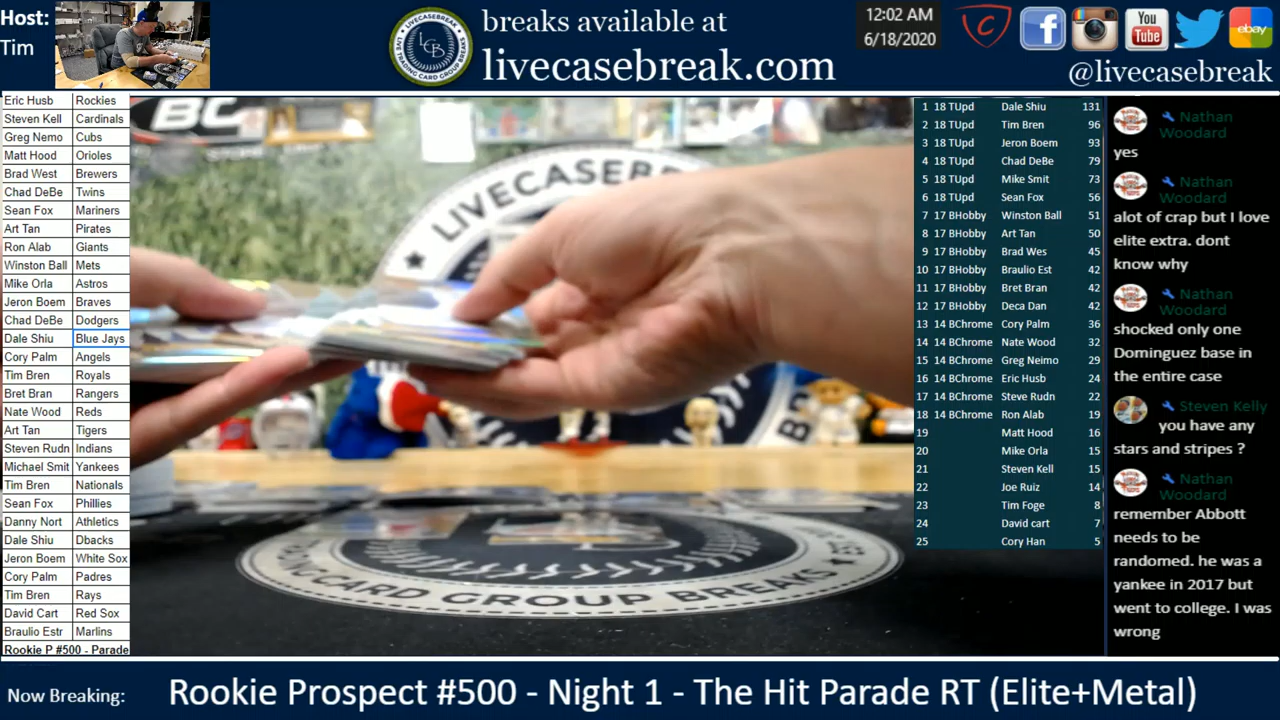 Host:
Tim
LIVECASEBREAK
LCB
LIVE TRADING CARD GROUP BREAKS
breaks available at
livecasebreak.com
12:02 AM
6/18/2020
C
f
You
Tube
ebay
@livecasebreak
Eric Husb Rockies
Steven Kell Cardinals
Greg Nemo Cubs
Matt Hood Orioles
Brad West Brewers
Chad DeBe Twins
Sean Fox Mariners
Art Tan Pirates
Ron Alab Giants
Winston Ball Mets
Mike Orla Astros
Jeron Boem Braves
Chad DeBe Dodgers
Dale Shiu Blue Jays
Cory Palm Angels
Tim Bren Royals
Bret Bran Rangers
Nate Wood Reds
Art Tan Tigers
Steven Rudn Indians
Michael Smit Yankees
Tim Bren Nationals
Sean Fox Phillies
Danny Nort Athletics
Dale Shiu Dbacks
Jeron Boem White Sox
Cory Palm Padres
Tim Bren Rays
David Cart Red Sox
Braulio Estr Marlins
Rookie P #500 - Parade
BC
LIVECASEB
GROUP BREAKS
1 18 TUpd Dale Shiu 131
2 18 TUpd Tim Bren 96
3 18 TUpd Jeron Boem 93
4 18 TUpd Chad DeBe 79
5 18 TUpd Mike Smit 73
6 18 TUpd Sean Fox 56
7 17 BHobby Winston Ball 51
8 17 BHobby Art Tan 50
9 17 BHobby Brad Wes 45
10 17 BHobby Braulio Est 42
11 17 BHobby Bret Bran 42
12 17 BHobby Deca Dan 42
13 14 BChrome Cory Palm 36
14 14 BChrome Nate Wood 32
15 14 BChrome Greg Neimo 29
16 14 BChrome Eric Husb 24
17 14 BChrome Steve Rudn 22
18 14 BChrome Ron Alab 19
19 Matt Hood 16
20 Mike Orla 15
21 Steven Kell 15
22 Joe Ruiz 14
23 Tim Foge 8
24 David cart 7
25 Cory Han 5
Nathan
Woodard
yes
Nathan
Woodard
alot of crap but I love
elite extra. dont
know why
Nathan
Woodard
shocked only one
Dominguez base in
the entire case
Steven Kelly
you have any
stars and stripes ?
Nathan
Woodard
remember Abbott
needs to be
randomed. he was a
yankee in 2017 but
went to college. I was
wrong
Now Breaking:
Rookie Prospect #500 - Night 1 - The Hit Parade RT (Elite+Metal)